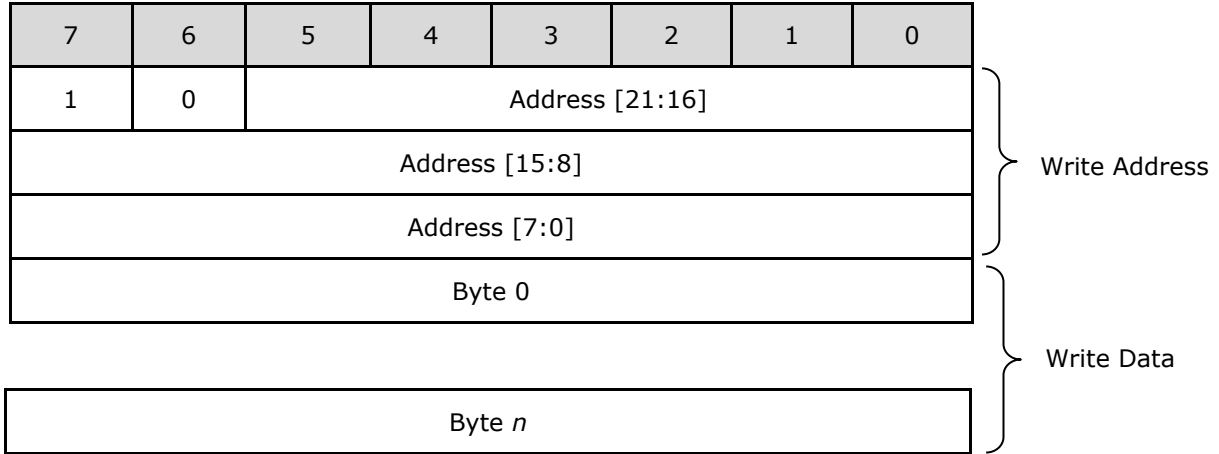 7 6 5 4 3 2 1 0
1 0 Address [21:16]
Address [15:8]
Write Address
Address [7:0]
Byte 0
Write Data
Byte n